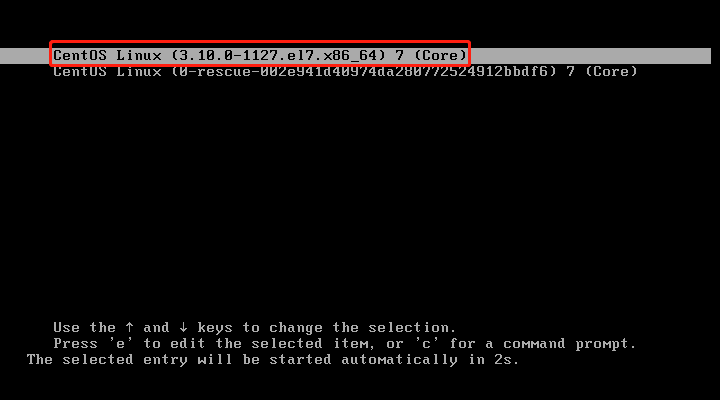 CentOS Linux (3.10.0-1127.el7.x86_64) 7 (Core)
CentOS Linux (0-rescue-002e941d40974da280772524912bbdf6) 7 (Core)
Use the ↑ and ↓ keys to change the selection.
Press 'e' to edit the selected item, or 'c' for a command prompt.
The selected entry will be started automatically in 2s.